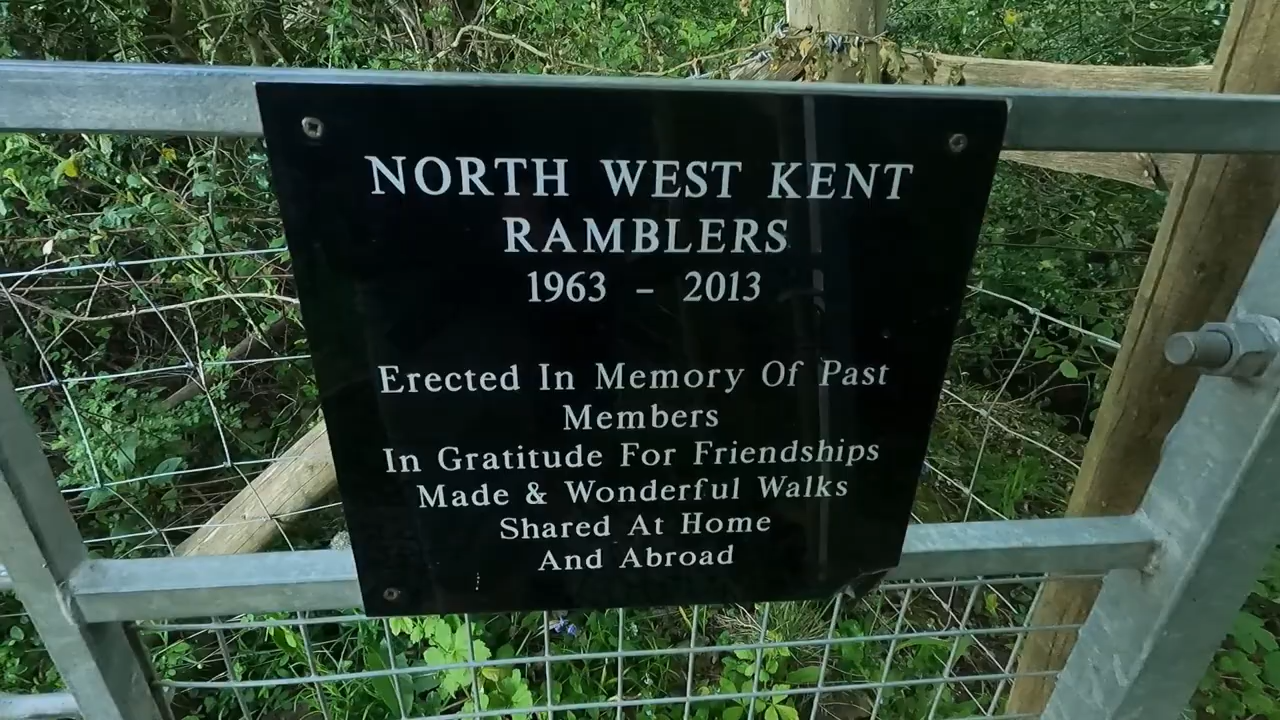 NORTH WEST KENT
RAMBLERS
1963 - 2013
Erected In Memory Of Past
Members
In Gratitude For Friendships
Made & Wonderful Walks
Shared At Home
And Abroad